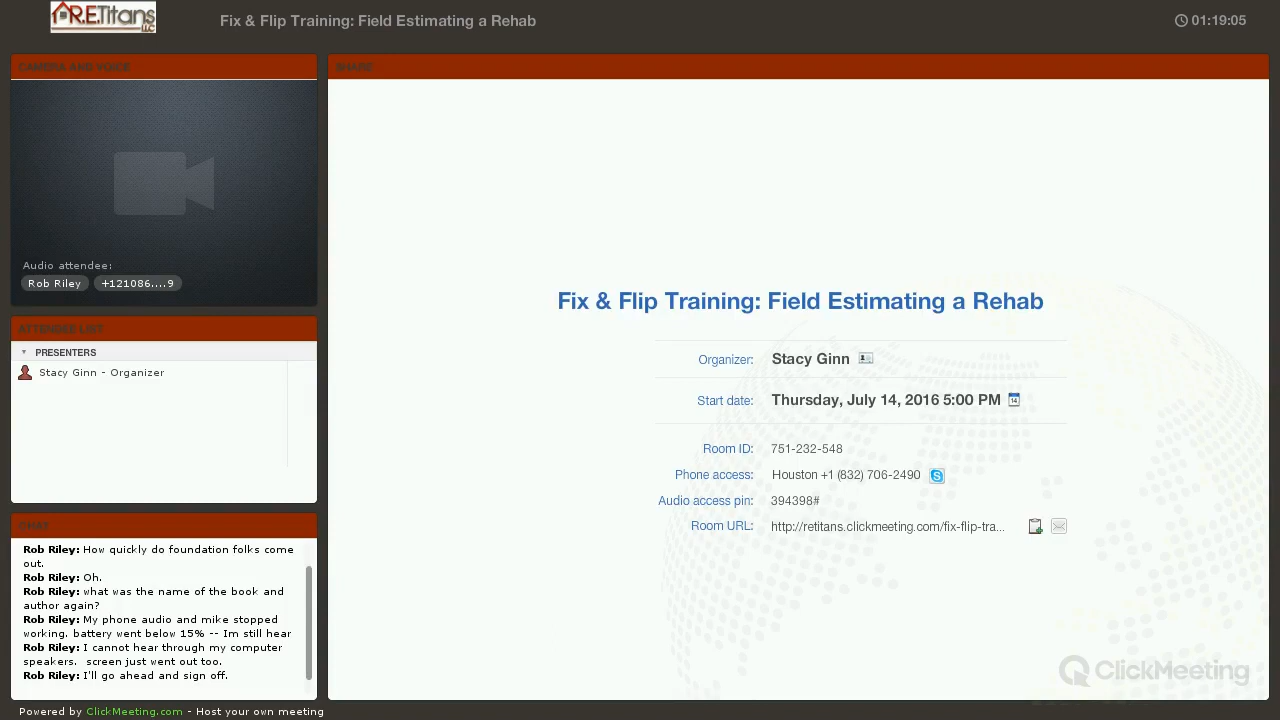 R.E.Titans
LLC
Fix & Flip Training: Field Estimating a Rehab
01:19:05
CAMERA AND VOICE
Audio attendee:
Rob Riley
+121086....9
ATTENDEE LIST
PRESENTERS
Stacy Ginn - Organizer
CHAT
Rob Riley: How quickly do foundation folks come
out.
Rob Riley: Oh.
Rob Riley: what was the name of the book and
author again?
Rob Riley: My phone audio and mike stopped
working. battery went below 15% -- Im still hear
Rob Riley: I cannot hear through my computer
speakers. screen just went out too.
Rob Riley: I'll go ahead and sign off.
SHARE
Fix & Flip Training: Field Estimating a Rehab
Organizer: Stacy Ginn
Start date: Thursday, July 14, 2016 5:00 PM
Room ID: 751-232-548
Phone access: Houston +1 (832) 706-2490
Audio access pin: 394398#
Room URL: http://retitans.clickmeeting.com/fix-flip-tra...
ClickMeeting
Powered by ClickMeeting.com - Host your own meeting